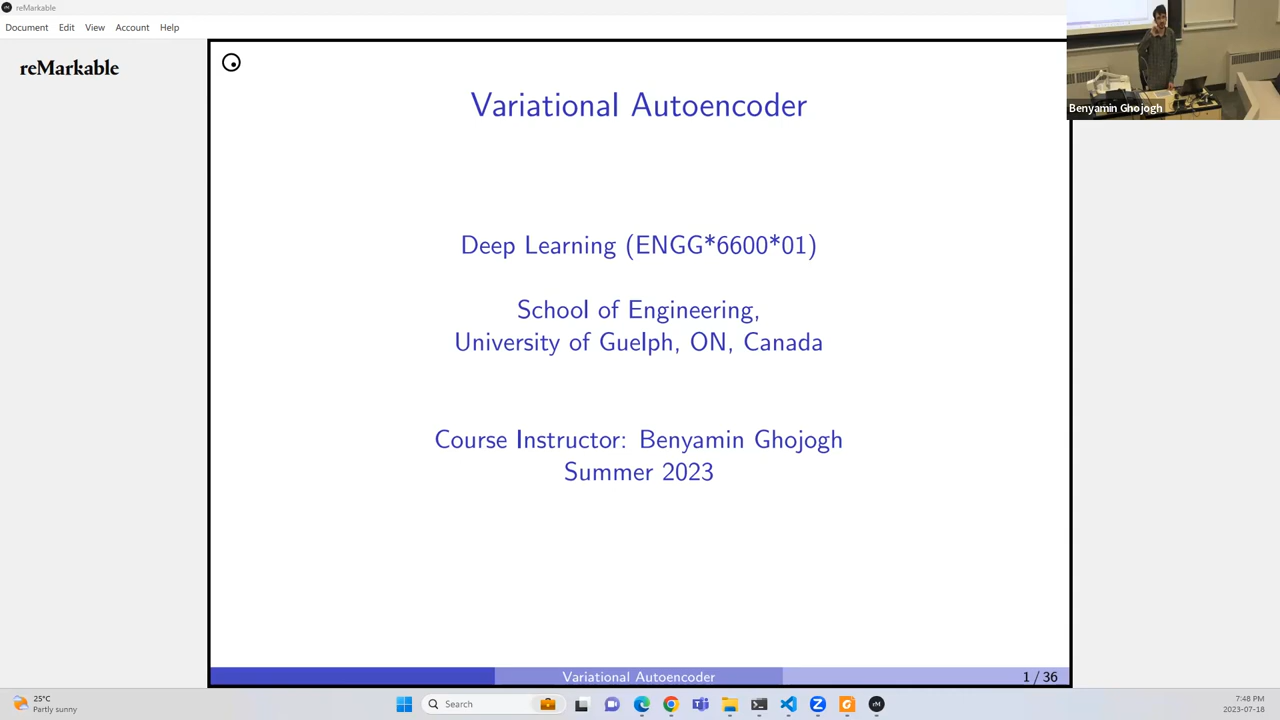 reMarkable
Document Edit View Account Help
reMarkable
Benyamin Ghojogh
Variational Autoencoder
Deep Learning (ENGG*6600*01)
School of Engineering,
University of Guelph, ON, Canada
Course Instructor: Benyamin Ghojogh
Summer 2023
Variational Autoencoder
1 / 36
25°C
Partly sunny
Search
7:48 PM
2023-07-18